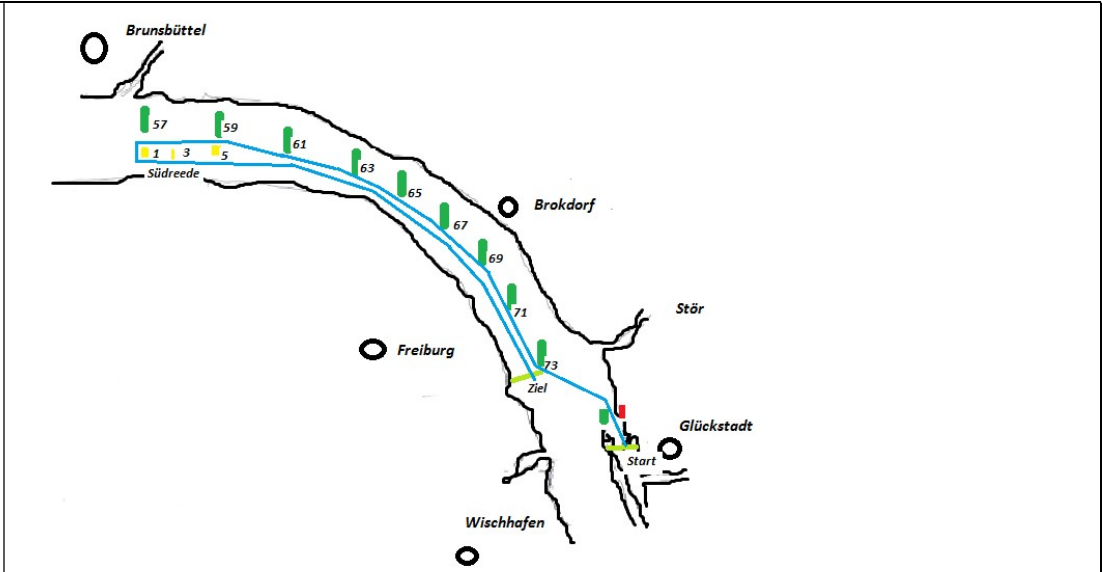 Brunsbüttel
57
59
61
1
3
5
63
Südreede
65
Brokdorf
67
69
71
Stör
Freiburg
73
Ziel
Glückstadt
Start
Wischhafen